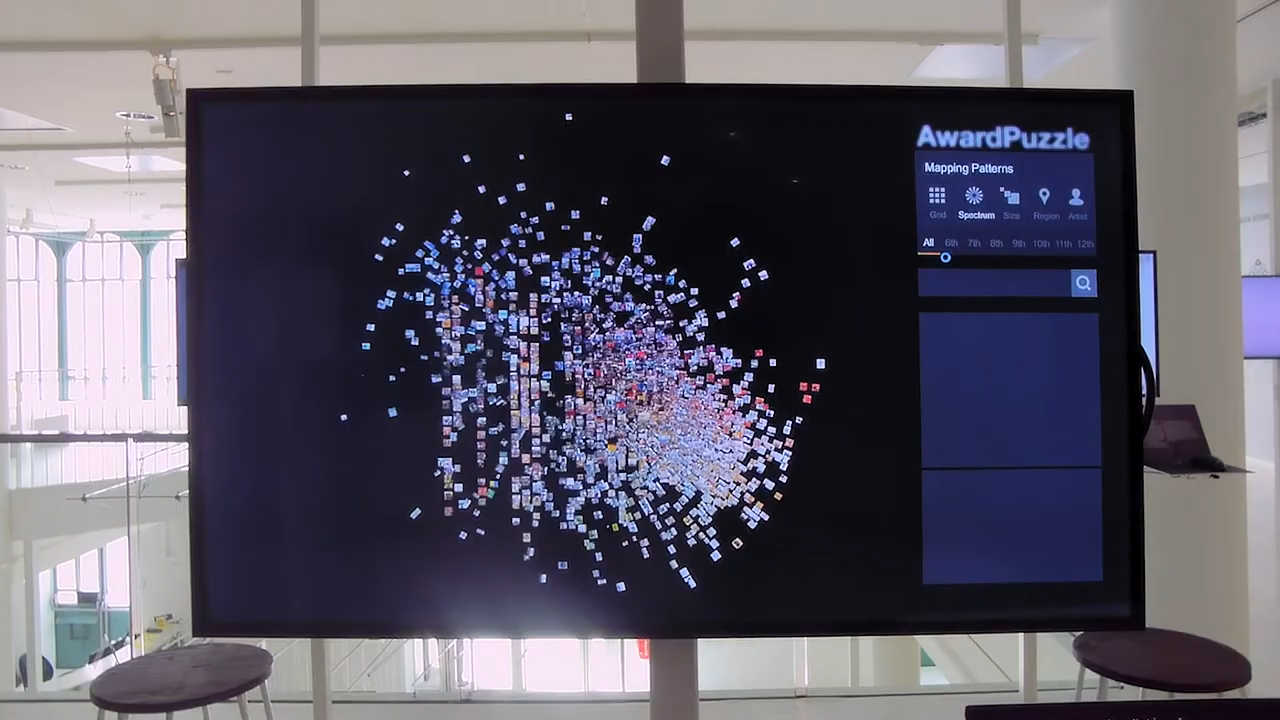 AwardPuzzle
Mapping Patterns
Grid Spectrum Size Region Artist
All 6th 7th 8th 9th 10th 11th 12th